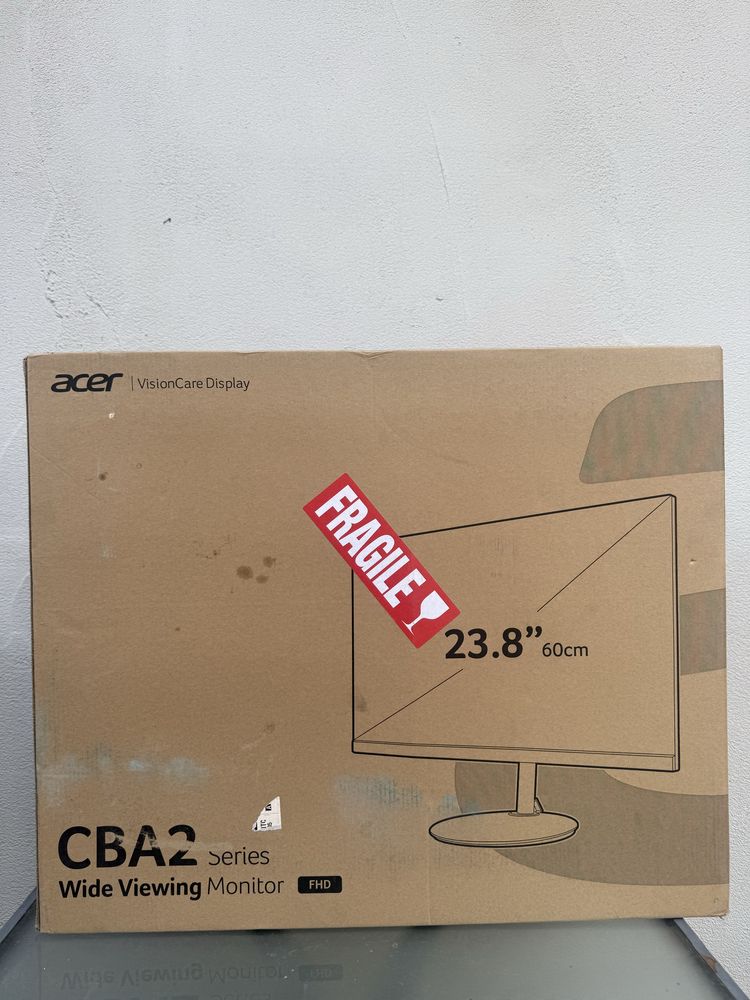 acer | VisionCare Display
FRAGILE
23.8” 60cm
CBA2 Series
Wide Viewing Monitor FHD